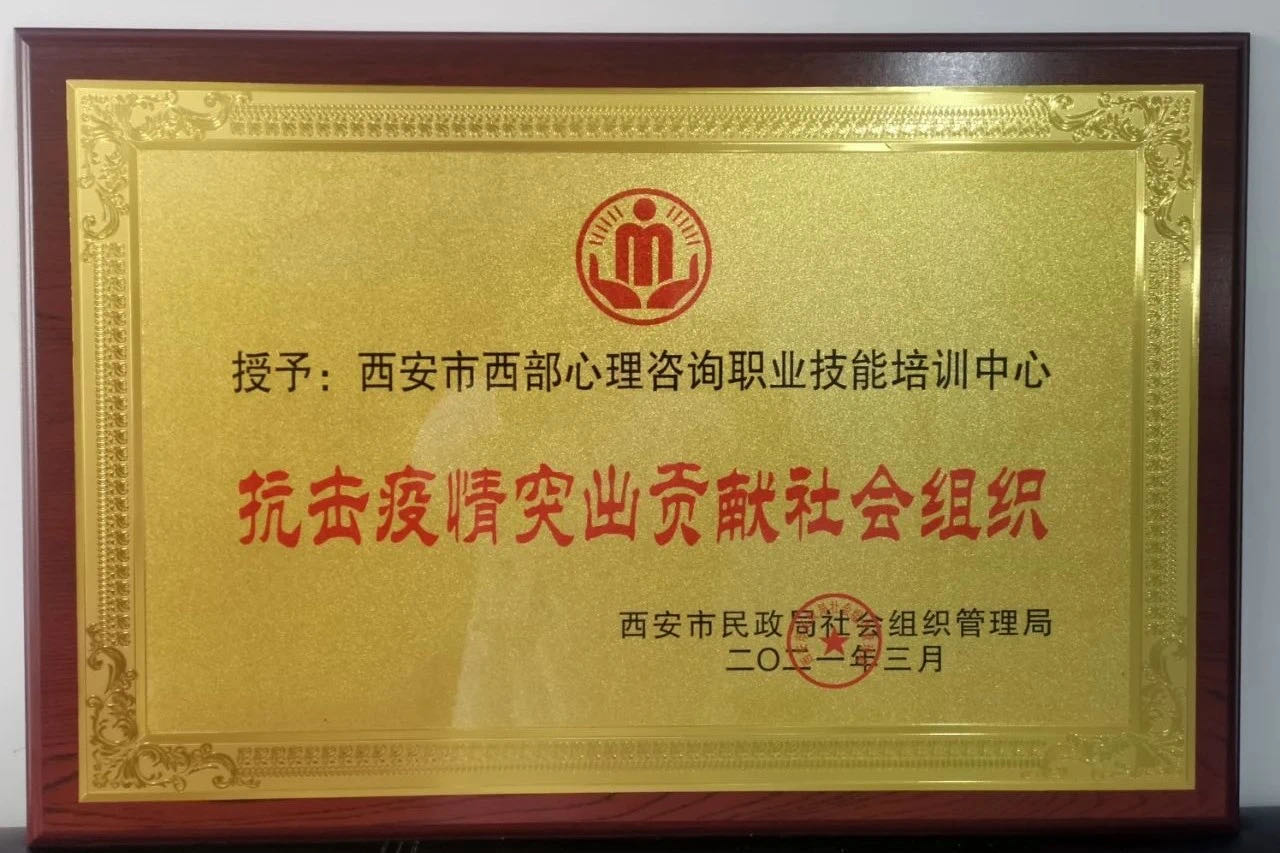 授予：西安市西部心理咨询职业技能培训中心
抗击疫情突出贡献社会组织
西安市民政局社会组织管理局
二〇二一年三月